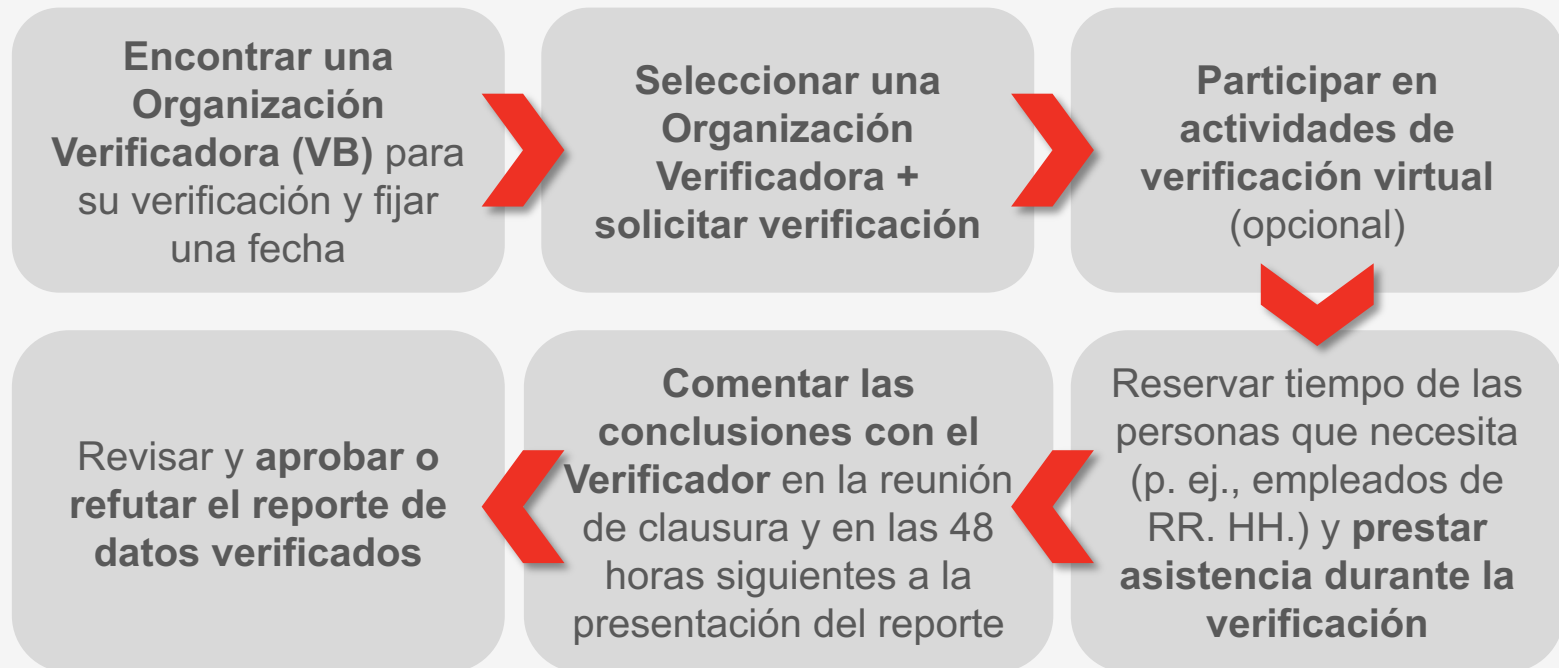 Encontrar una
Organización
Verificadora (VB) para
su verificación y fijar
una fecha
Seleccionar una
Organización
Verificadora +
solicitar verificación
Participar en
actividades de
verificación virtual
(opcional)
Reservar tiempo de las
personas que necesita
(p. ej., empleados de
RR. HH.) y prestar
asistencia durante la
verificación
Comentar las
conclusiones con el
Verificador en la reunión
de clausura y en las 48
horas siguientes a la
presentación del reporte
Revisar y aprobar o
refutar el reporte de
datos verificados